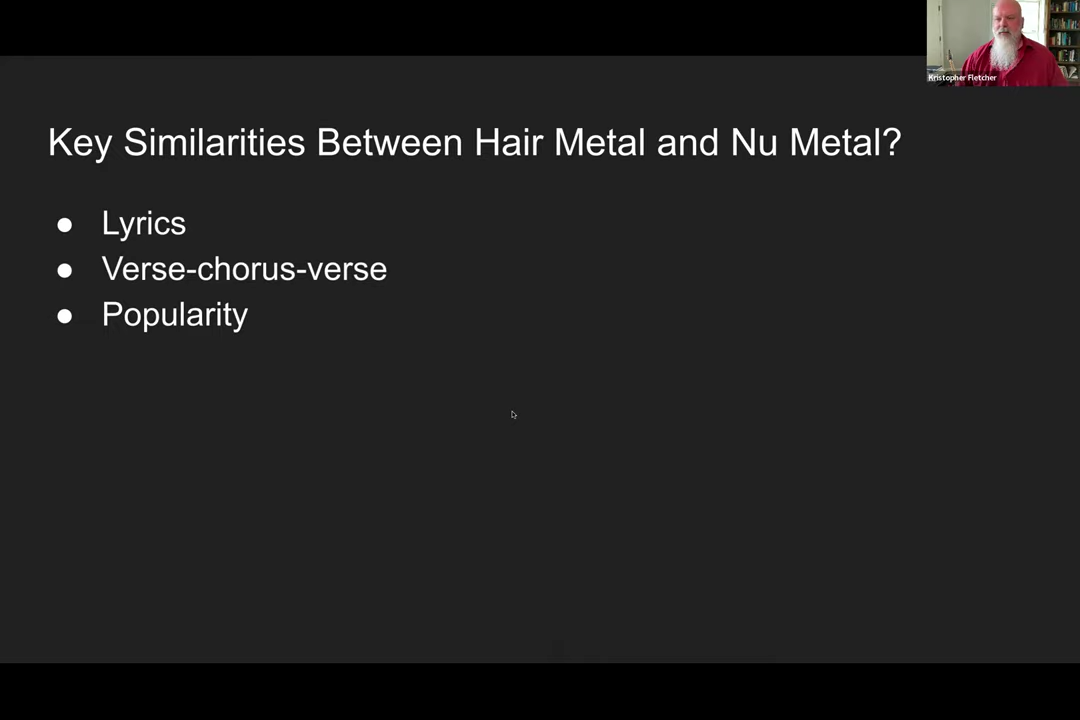 Kristopher Fletcher
Key Similarities Between Hair Metal and Nu Metal?
● Lyrics
● Verse-chorus-verse
● Popularity